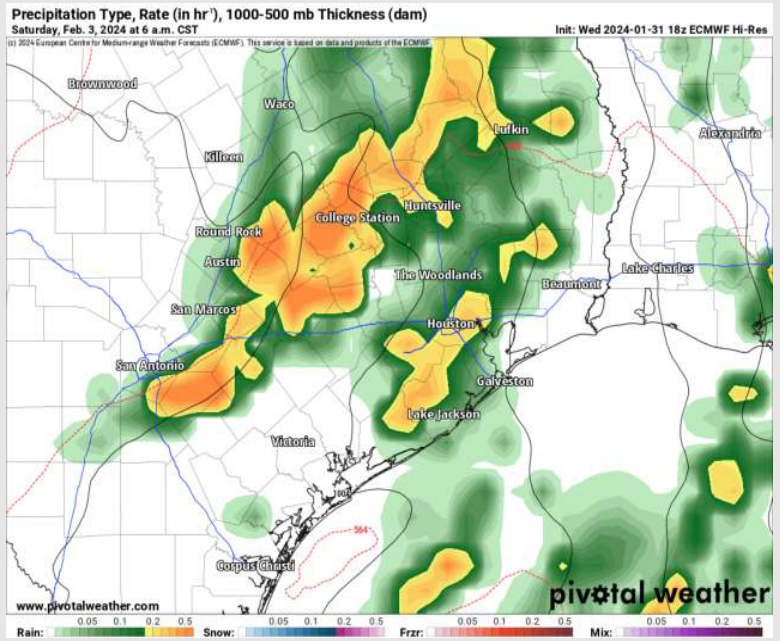 Precipitation Type, Rate (in hr⁻¹), 1000-500 mb Thickness (dam)
Saturday, Feb. 3, 2024 at 6 a.m. CST
Init: Wed 2024-01-31 18z ECMWF Hi-Res
(c) 2024 European Centre for Medium-range Weather Forecasts (ECMWF). This service is based on data and products of the ECMWF.
Brownwood
Waco
Lufkin
Alexandria
Killeen
Huntsville
College Station
Round Rock
Austin
The Woodlands
Lake Charles
Beaumont
San Marcos
Houston
San Antonio
Galveston
Lake Jackson
Victoria
564
Corpus Christi
pivotal weather
www.pivotalweather.com
0.05 0.1 0.2 0.5 0.05 0.1 0.2 0.5 0.05 0.1 0.2 0.5 0.05 0.1 0.2 0.5
Rain: Snow: Frzr: Mix: